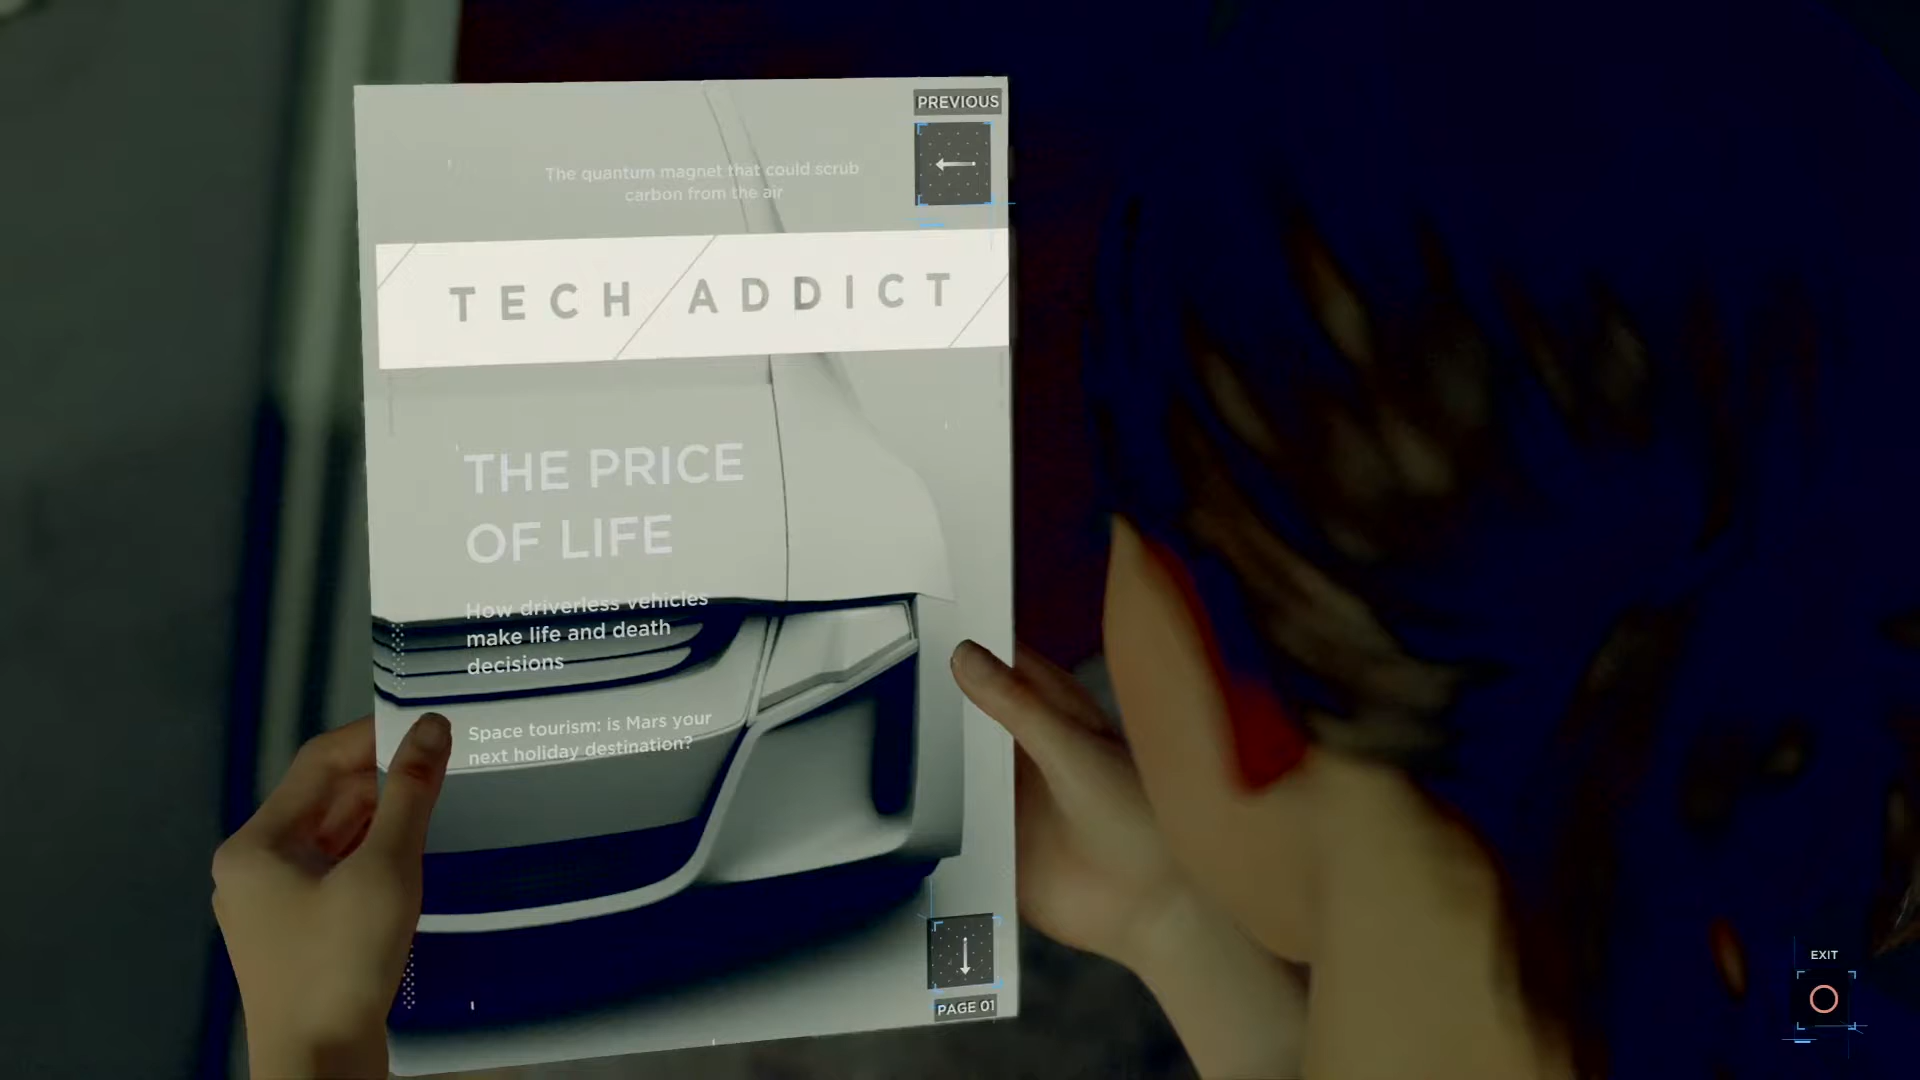 PREVIOUS
The quantum magnet that could scrub
carbon from the air
TECH ADDICT
THE PRICE
OF LIFE
How driverless vehicles
make life and death
decisions
Space tourism: is Mars your
next holiday destination?
PAGE 01
EXIT